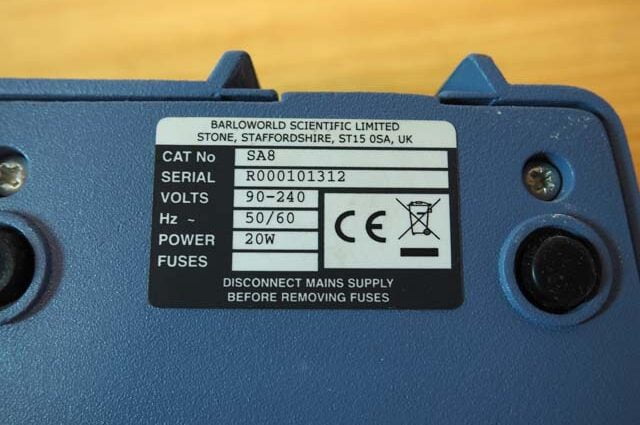 BARLOWORLD SCIENTIFIC LIMITED
STONE, STAFFORDSHIRE, ST15 0SA, UK
CAT No SA8
SERIAL R000101312
VOLTS 90-240
Hz ~ 50/60
POWER 20W
FUSES
CE
DISCONNECT MAINS SUPPLY
BEFORE REMOVING FUSES